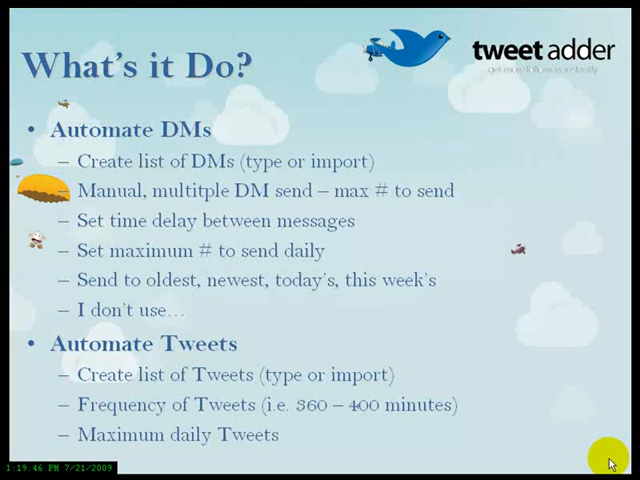 What's it Do?
tweet adder
get more followers instantly
• Automate DMs
– Create list of DMs (type or import)
– Manual, multitple DM send – max # to send
– Set time delay between messages
– Set maximum # to send daily
– Send to oldest, newest, today's, this week's
– I don't use…
• Automate Tweets
– Create list of Tweets (type or import)
– Frequency of Tweets (i.e. 360 – 400 minutes)
– Maximum daily Tweets
1:19:46 PM 7/21/2009